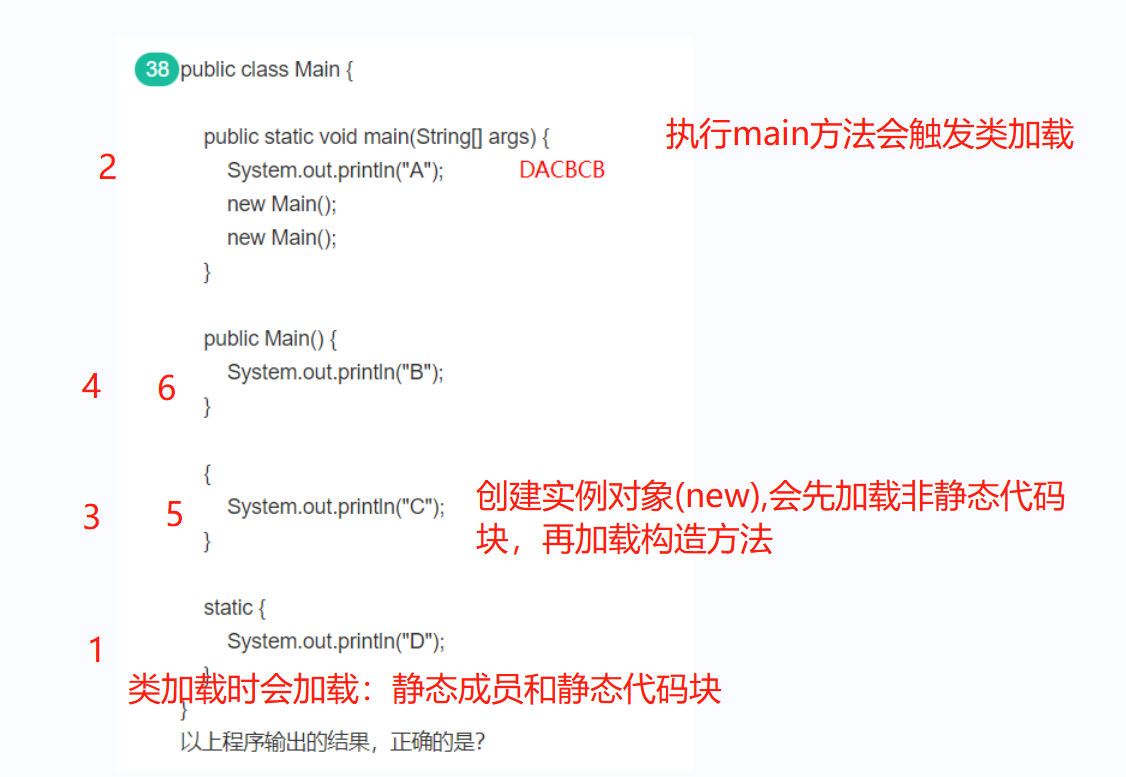 38 public class Main {
执行main方法会触发类加载
public static void main(String[] args) {
2 System.out.println("A"); DACBCB
new Main();
new Main();
}
public Main() {
4 6 System.out.println("B");
}
{
3 5 System.out.println("C");
创建实例对象(new),会先加载非静态代码
块，再加载构造方法
}
static {
1 System.out.println("D");
}
类加载时会加载：静态成员和静态代码块
}
以上程序输出的结果，正确的是?